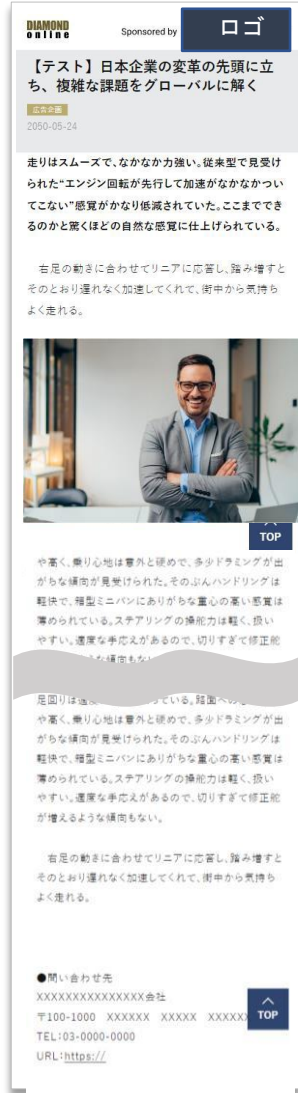 DIAMOND
online
Sponsored by
ロゴ
【テスト】日本企業の変革の先頭に立
ち、複雑な課題をグローバルに解く
広告企画
2050-05-24
走りはスムーズで、なかなか力強い。従来型で見受け
られた“エンジン回転が先行して加速がなかなかつい
てこない”感覚がかなり低減されていた。ここまででき
るのかと驚くほどの自然な感覚に仕上げられている。
右足の動きに合わせてリニアに応答し、踏み増すと
そのとおり遅れなく加速してくれて、街中から気持ち
よく走れる。
TOP
や高く、乗り心地は意外と硬めで、多少ドラミングが出
がちな傾向が見受けられた。そのぶんハンドリングは
軽快で、箱型ミニバンにありがちな重心の高い感覚は
薄められている。ステアリングの操舵力は軽く、扱い
やすい。適度な手応えがあるので、切りすぎて修正舵
傾向もない
足回りは適度
ている。路面への
や高く、乗り心地は意外と硬めで、多少ドラミングが出
がちな傾向が見受けられた。そのぶんハンドリングは
軽快で、箱型ミニバンにありがちな重心の高い感覚は
薄められている。ステアリングの操舵力は軽く、扱い
やすい。適度な手応えがあるので、切りすぎて修正舵
が増えるような傾向もない。
右足の動きに合わせてリニアに応答し、踏み増すと
そのとおり遅れなく加速してくれて、街中から気持ち
よく走れる。
●問い合わせ先
XXXXXXXXXXXXXXX会社
〒100-1000 XXXXXX XXXXX XXXXXX
TOP
TEL:03-0000-0000
URL:https://